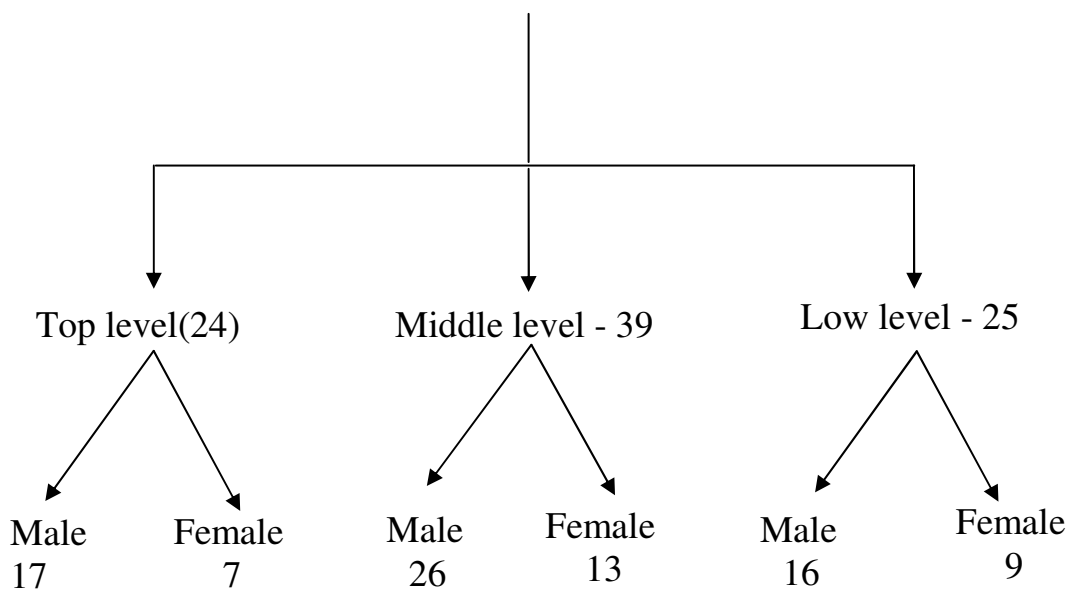 Top level(24)
Middle level - 39
Low level - 25
Male
17
Female
7
Male
26
Female
13
Male
16
Female
9